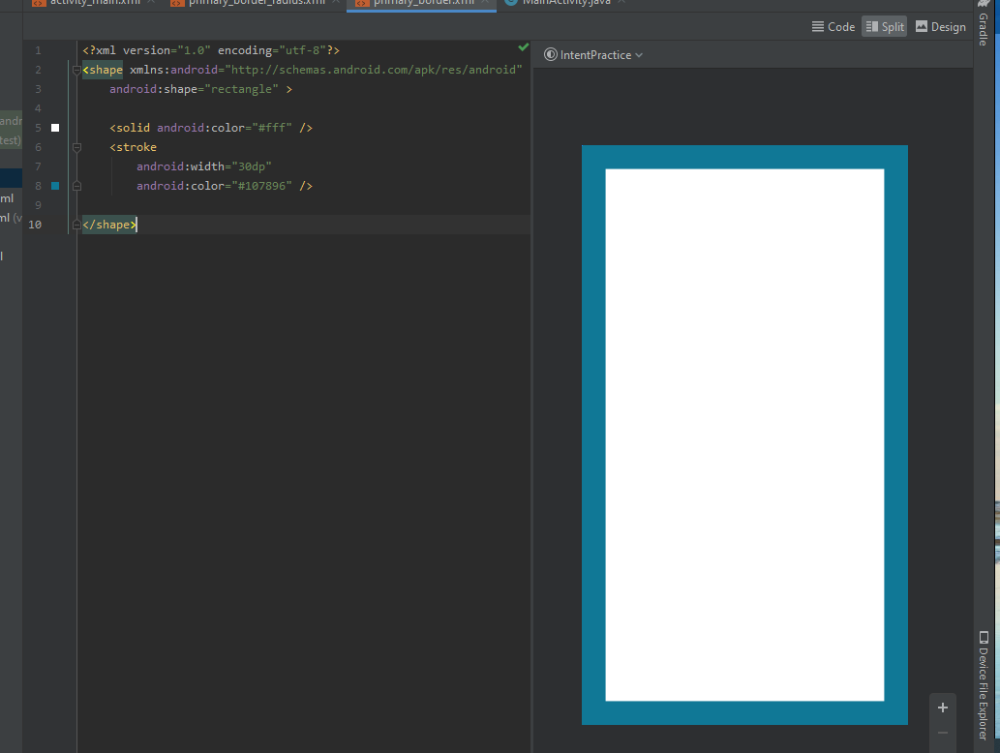 activity_main.xml
primary_border_radius.xml
primary_border.xml
MainActivity.java
Gradle
Code
Split
Design
IntentPractice
andr
test)
ml
ml (v
l
1 <?xml version="1.0" encoding="utf-8"?>
2 <shape xmlns:android="http://schemas.android.com/apk/res/android"
3 android:shape="rectangle" >
4
5 <solid android:color="#fff" />
6 <stroke
7 android:width="30dp"
8 android:color="#107896" />
9
10 </shape>
Device File Explorer